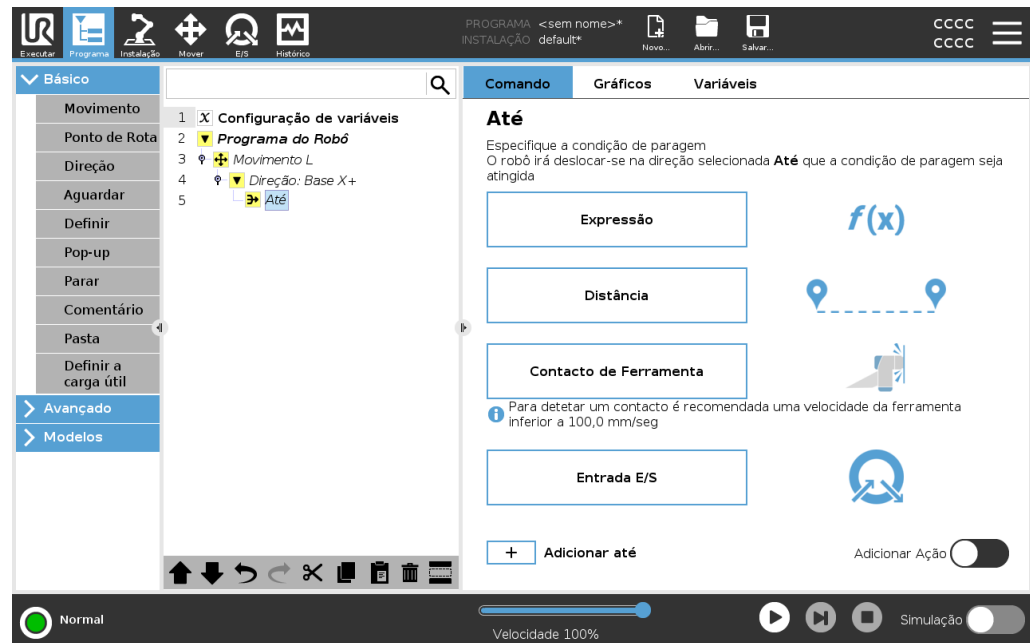 UR
Executar
Programa
Instalação
Mover
E/S
Histórico
PROGRAMA <sem nome>*
INSTALAÇÃO default*
Novo...
Abrir...
Salvar...
CCCC
CCCC
Básico
Movimento
Ponto de Rota
Direção
Aguardar
Definir
Pop-up
Parar
Comentário
Pasta
Definir a
carga útil
Avançado
Modelos
1 X Configuração de variáveis
2 Programa do Robô
3 Movimento L
4 Direção: Base X+
5 Até
Comando Gráficos Variáveis
Até
Especifique a condição de paragem
O robô irá deslocar-se na direção selecionada Até que a condição de paragem seja
atingida
Expressão
f(x)
Distância
Contacto de Ferramenta
Para detetar um contacto é recomendada uma velocidade da ferramenta
inferior a 100,0 mm/seg
Entrada E/S
+ Adicionar até
Adicionar Ação
Normal
Velocidade 100%
Simulação